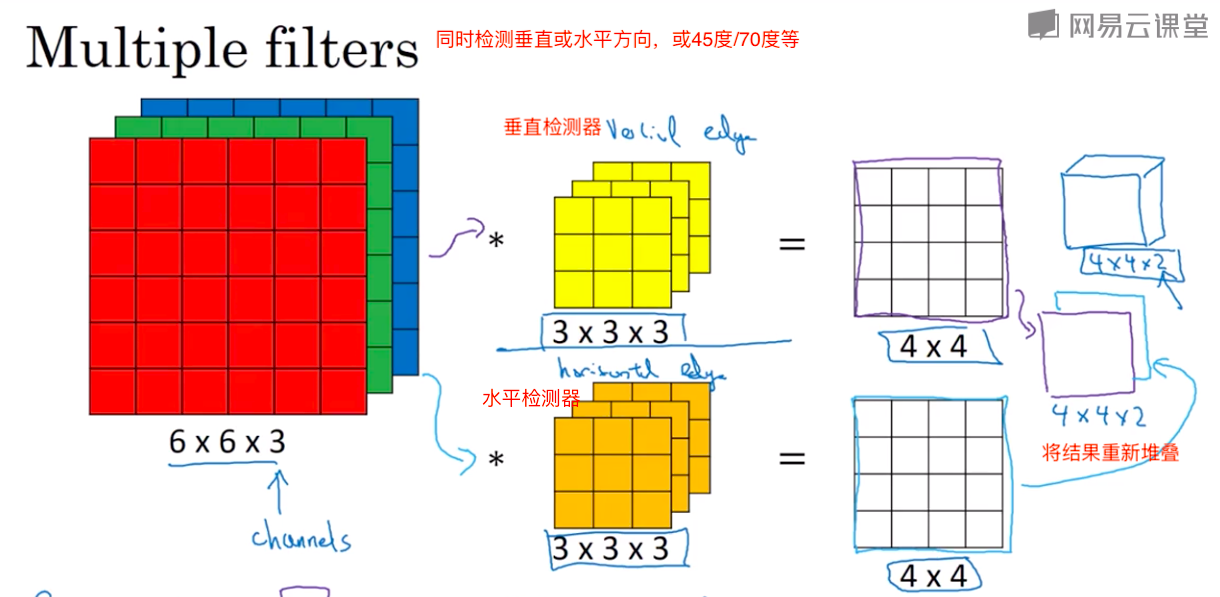 Multiple filters
同时检测垂直或水平方向，或45度/70度等
网易云课堂
垂直检测器
Vertical edge
*
=
3 x 3 x 3
4 x 4
4x4x2
horizontal edge
水平检测器
*
=
6 x 6 x 3
channels
3 x 3 x 3
4 x 4
4x4x2
将结果重新堆叠